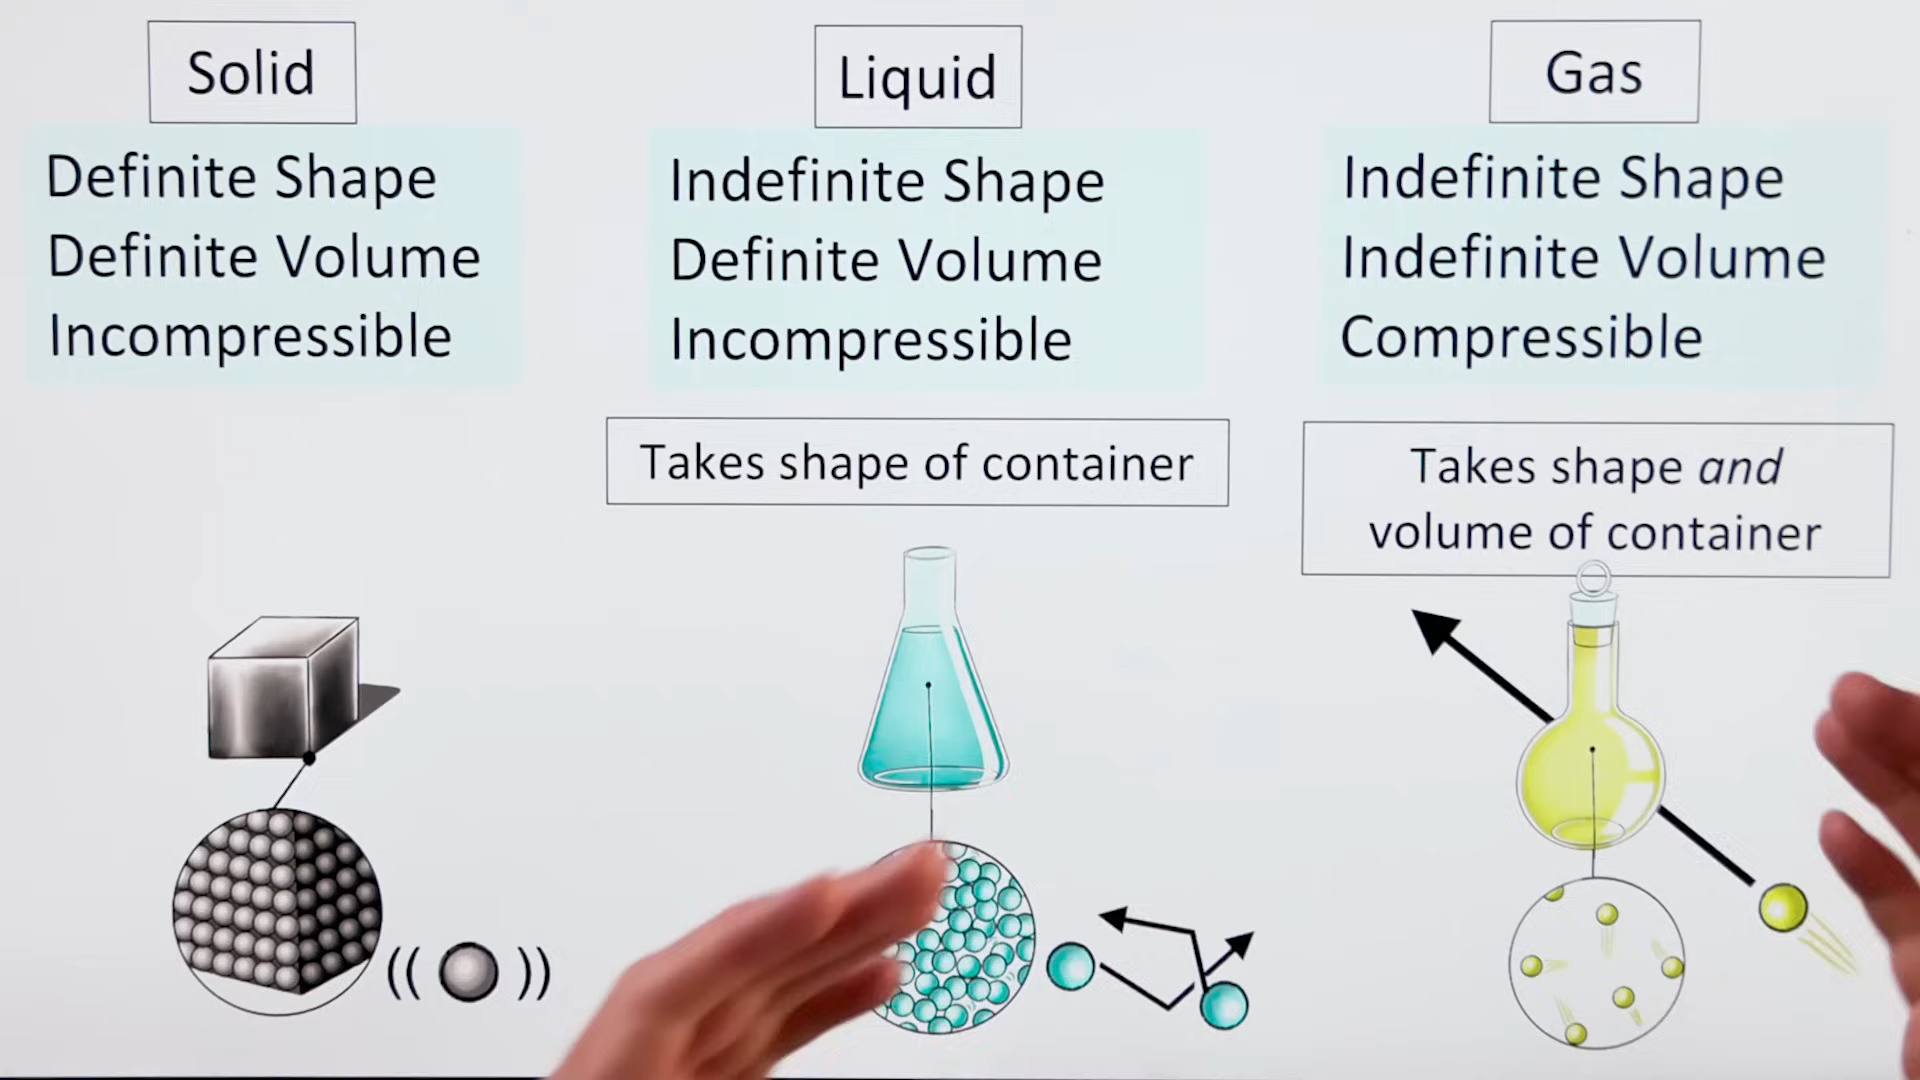 Solid
Definite Shape
Definite Volume
Incompressible
Liquid
Indefinite Shape
Definite Volume
Incompressible
Takes shape of container
Gas
Indefinite Shape
Indefinite Volume
Compressible
Takes shape and
volume of container